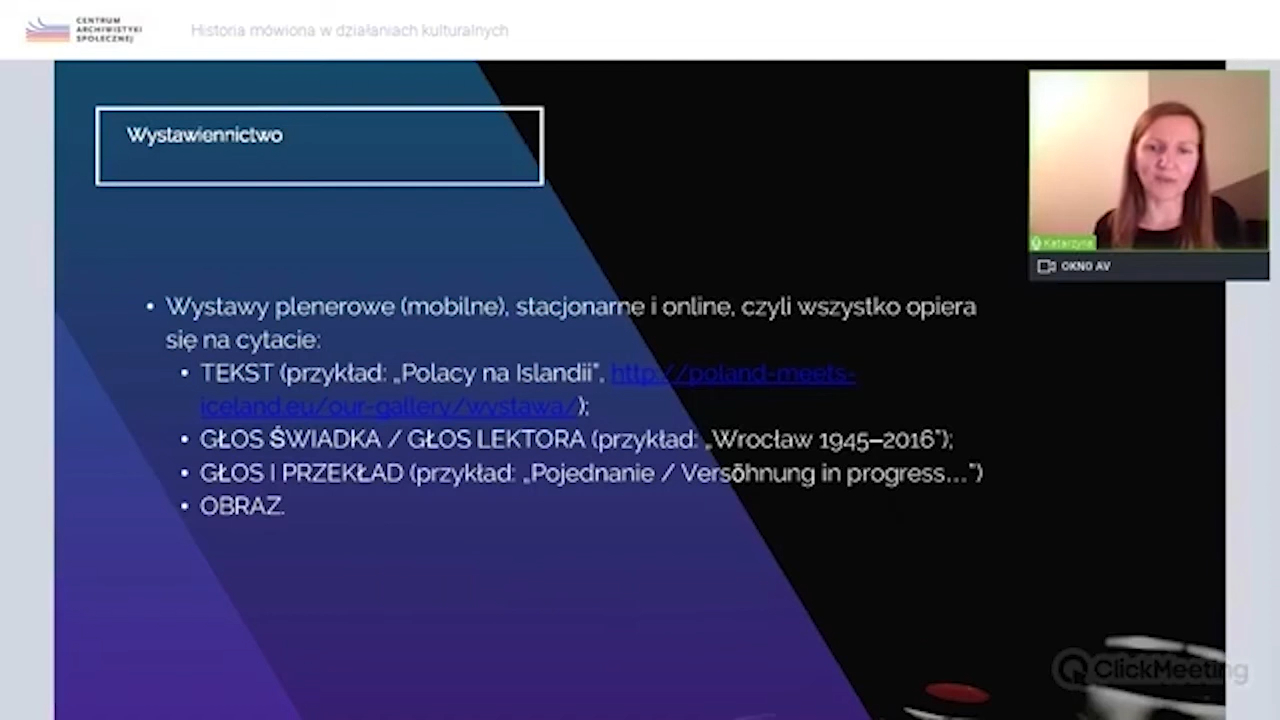 CENTRUM
ARCHIWISTYKI
SPOŁECZNEJ
Historia mówiona w działaniach kulturalnych
Wystawiennictwo
Katarzyna
OKNO AV
• Wystawy plenerowe (mobilne), stacjonarne i online, czyli wszystko opiera
się na cytacie:
• TEKST (przykład: „Polacy na Islandii”, http://poland-meets-
iceland.eu/our-gallery/wystawa/);
• GŁOS ŚWIADKA / GŁOS LEKTORA (przykład: „Wrocław 1945–2016”);
• GŁOS I PRZEKŁAD (przykład: „Pojednanie / Versöhnung in progress…”)
• OBRAZ.
ClickMeeting